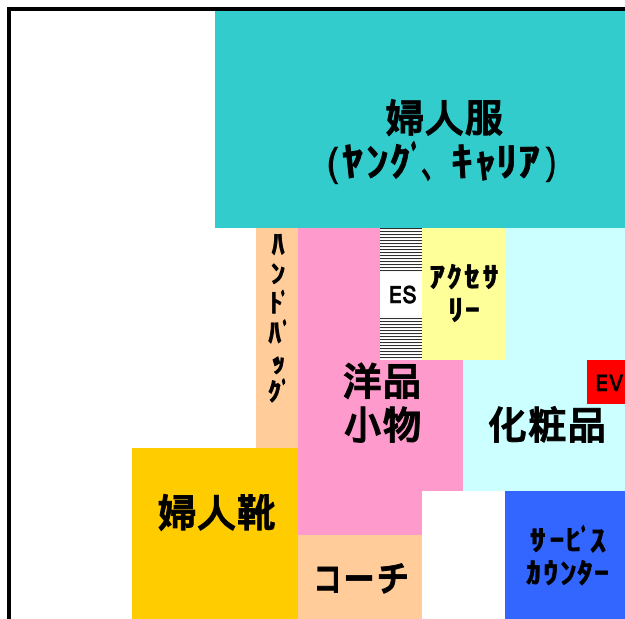 婦人服
(ﾔﾝｸﾞ、ｷｬﾘｱ)
ﾊﾝﾄﾞﾊﾞｯｸﾞ
ES
ｱｸｾｻ
ﾘｰ
洋品
小物
EV
化粧品
婦人靴
ｻｰﾋﾞｽ
ｶｳﾝﾀｰ
コーチ